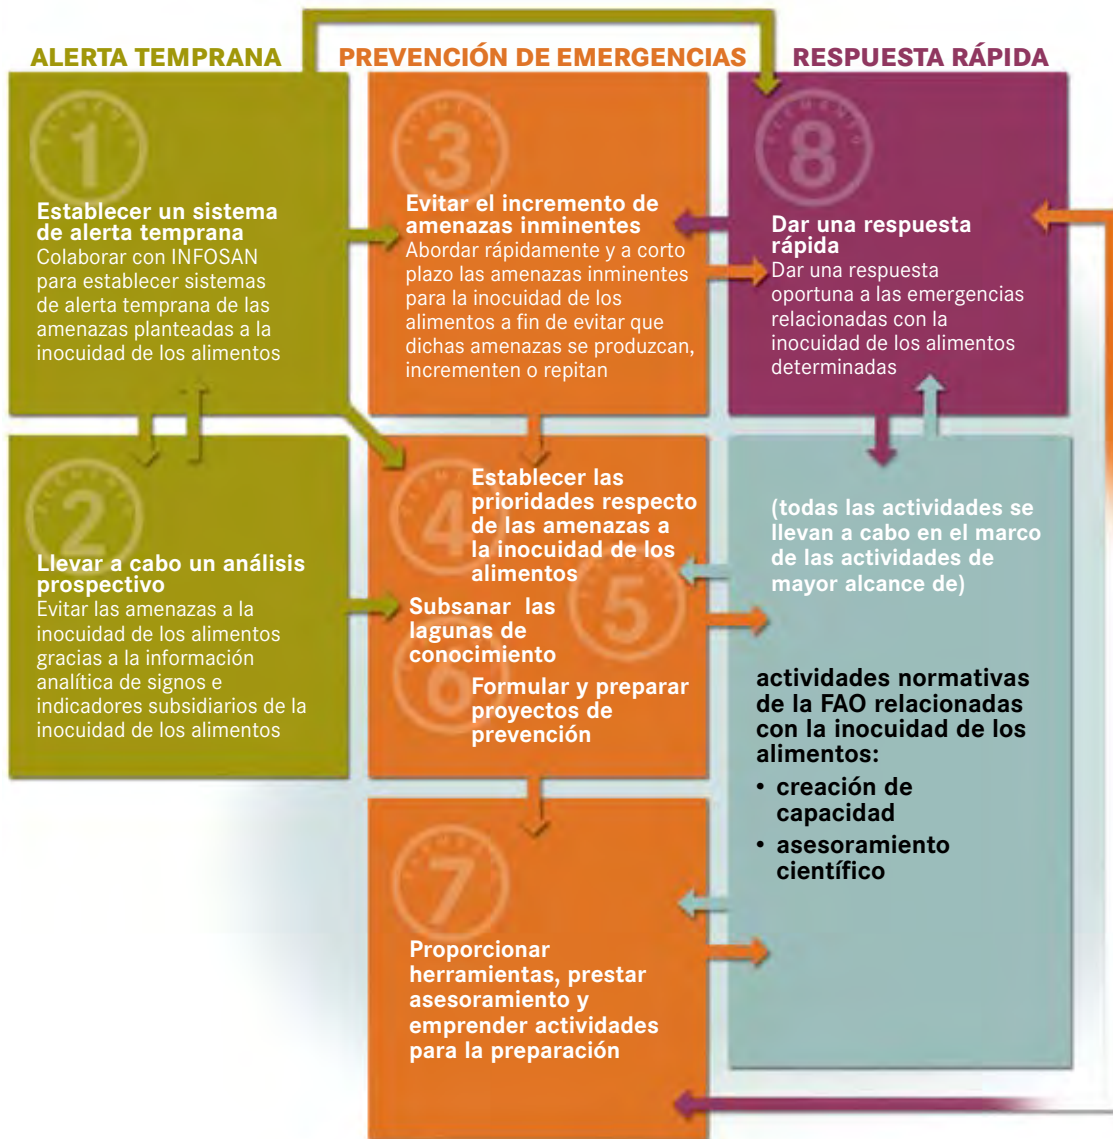 ALERTA TEMPRANA
PREVENCIÓN DE EMERGENCIAS
RESPUESTA RÁPIDA
ELEMENTO
1
Establecer un sistema
de alerta temprana
Colaborar con INFOSAN
para establecer sistemas
de alerta temprana de las
amenazas planteadas a la
inocuidad de los alimentos
ELEMENTO
2
Llevar a cabo un análisis
prospectivo
Evitar las amenazas a la
inocuidad de los alimentos
gracias a la información
analítica de signos e
indicadores subsidiarios de la
inocuidad de los alimentos
ELEMENTO
3
Evitar el incremento de
amenazas inminentes
Abordar rápidamente y a corto
plazo las amenazas inminentes
para la inocuidad de los
alimentos a fin de evitar que
dichas amenazas se produzcan,
incrementen o repitan
ELEMENTO
4
Establecer las
prioridades respecto
de las amenazas a
la inocuidad de los
alimentos
ELEMENTO
5
Subsanar las
lagunas de
conocimiento
ELEMENTO
6
Formular y preparar
proyectos de
prevención
ELEMENTO
7
Proporcionar
herramientas, prestar
asesoramiento y
emprender actividades
para la preparación
ELEMENTO
8
Dar una respuesta
rápida
Dar una respuesta
oportuna a las emergencias
relacionadas con la
inocuidad de los alimentos
determinadas
(todas las actividades se
llevan a cabo en el marco
de las actividades de
mayor alcance de)
actividades normativas
de la FAO relacionadas
con la inocuidad de los
alimentos:
• creación de
capacidad
• asesoramiento
científico